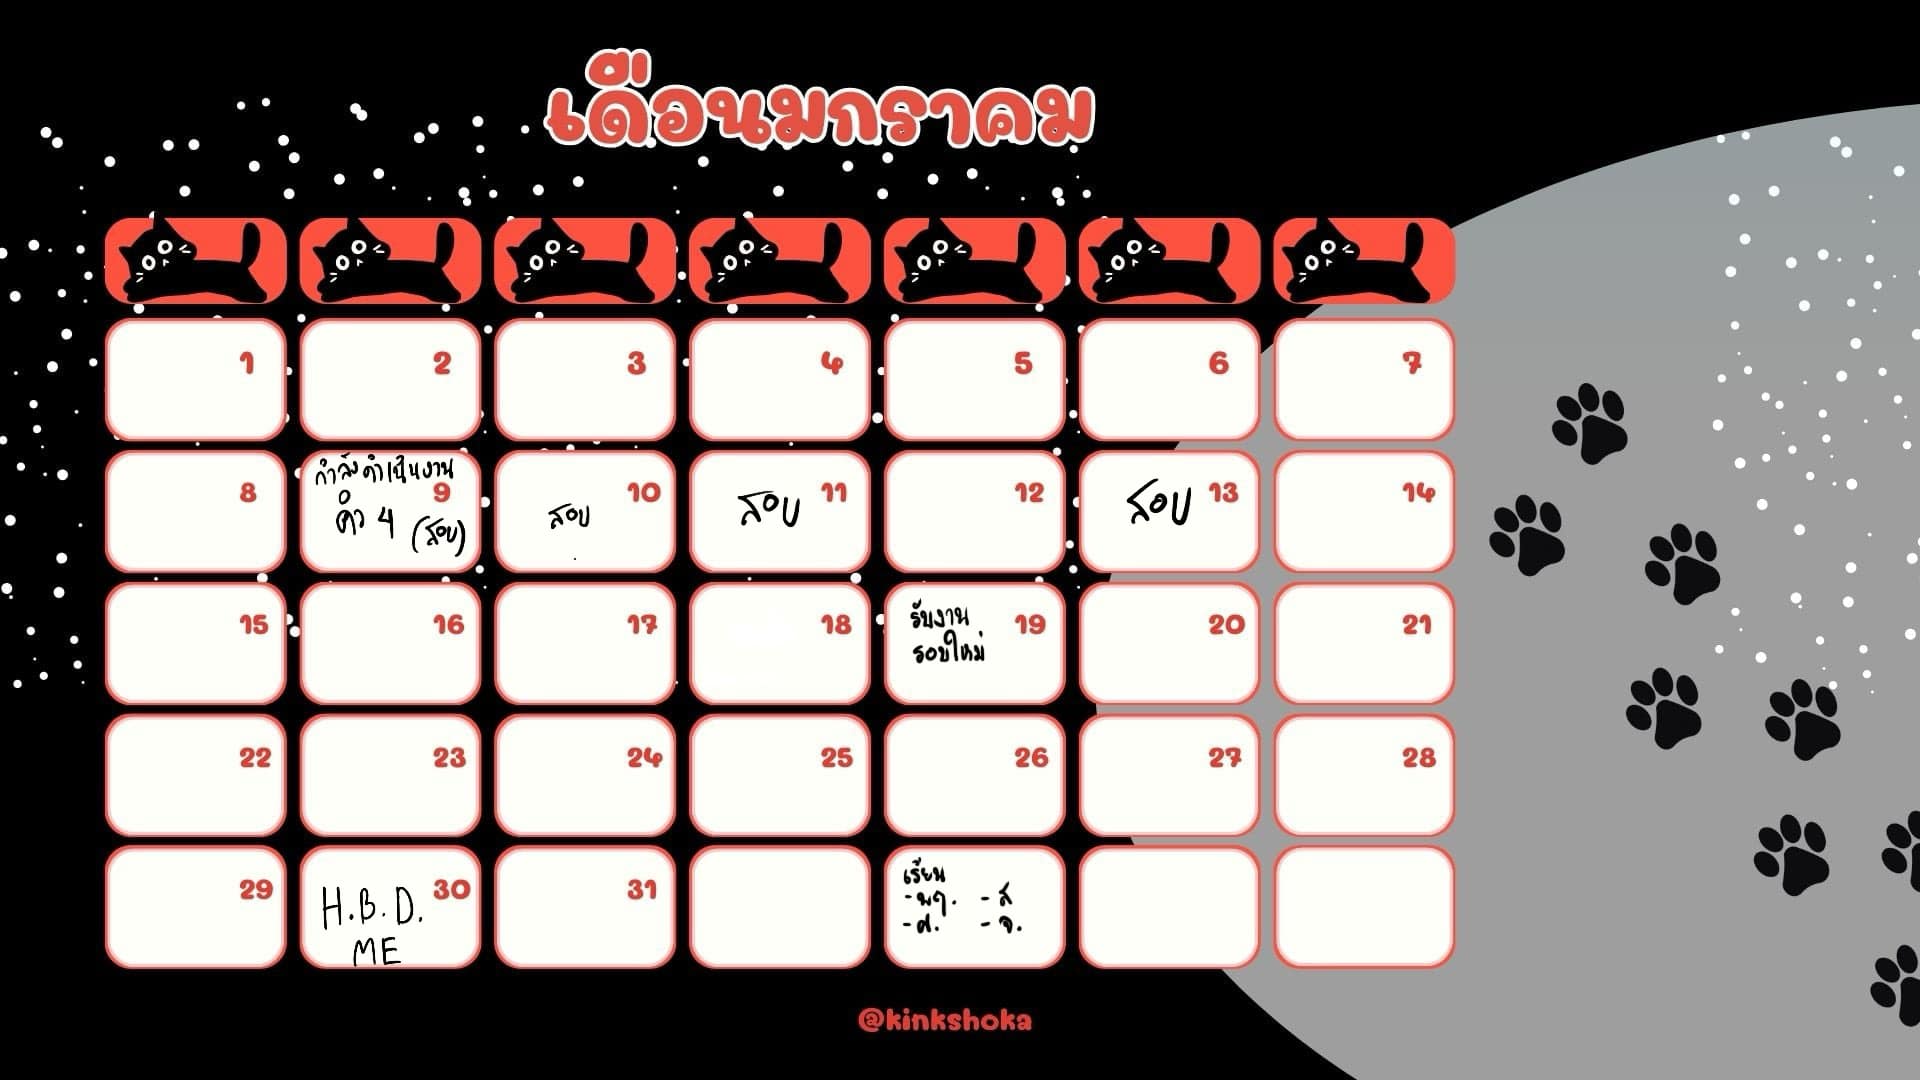 เดือนมกราคม
1 2 3 4 5 6 7
8 9 10 11 12 13 14
กำลังดำเนินงาน
คิว 4 (สอบ)
สอบ
สอบ
สอบ
15 16 17 18 19 20 21
รับงาน
รอบใหม่
22 23 24 25 26 27 28
29 30 31
H.B.D.
ME
เรียน
-พฤ. - ส
-ศ. - จ.
@kinkshoka